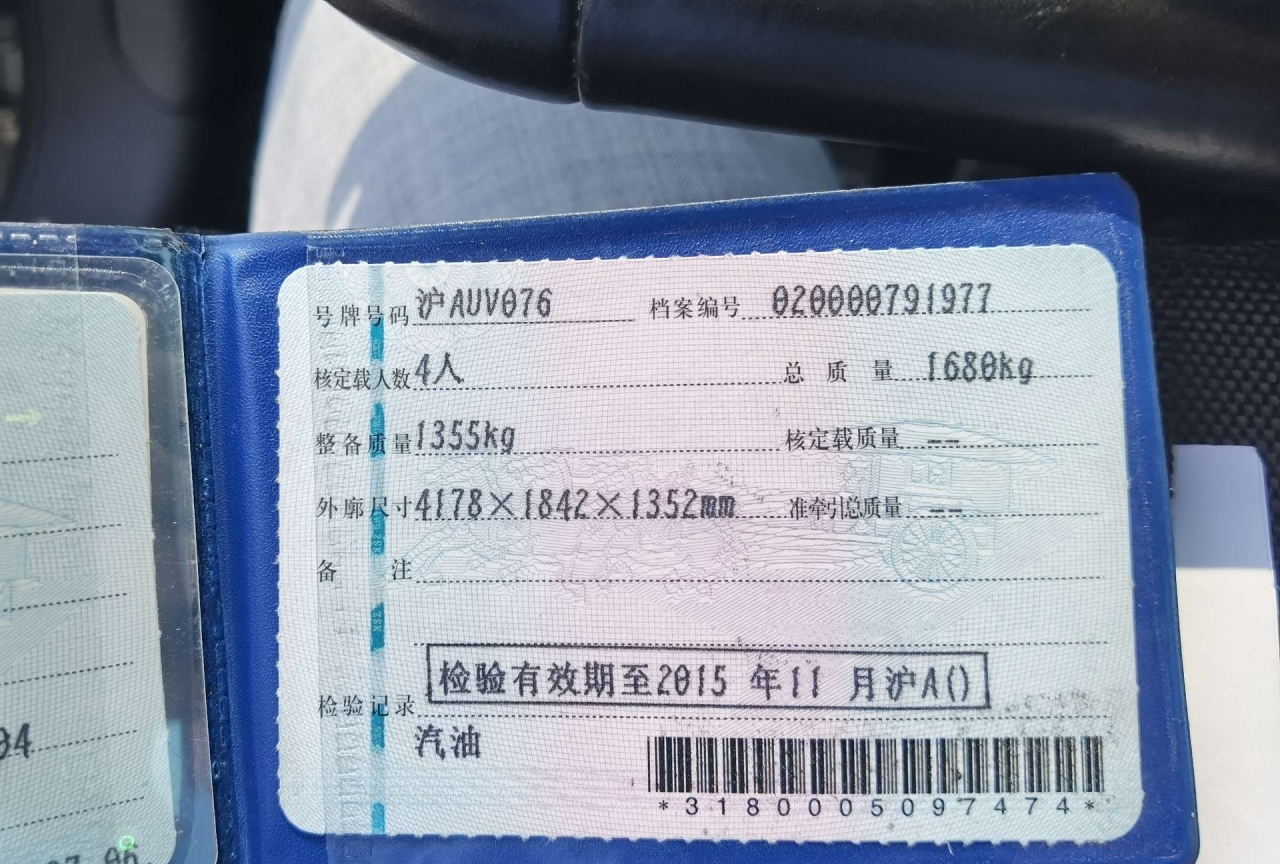 号牌号码 沪AUV076 档案编号 020000791977
核定载人数 4人 总质量 1680kg
整备质量 1355kg 核定载质量 --
外廓尺寸 4178×1842×1352mm 准牵引总质量 --
备注
检验有效期至2015 年11 月沪A()
检验记录
汽油
*3180005097474*